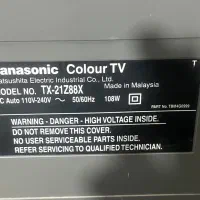 Panasonic Colour TV
T
Matsushita Electric Industrial Co., Ltd.
MODEL NO. TX-21Z88X Made in Malaysia
AC Auto 110V-240V ~ 50/60Hz 108W
WARNING - DANGER - HIGH VOLTAGE
DO NOT REMOVE THIS COVER.
NO USER-SERVICEABLE PARTS INSIDE.
REFER SERVICING TO QUALIFIED TECHNICIAN.